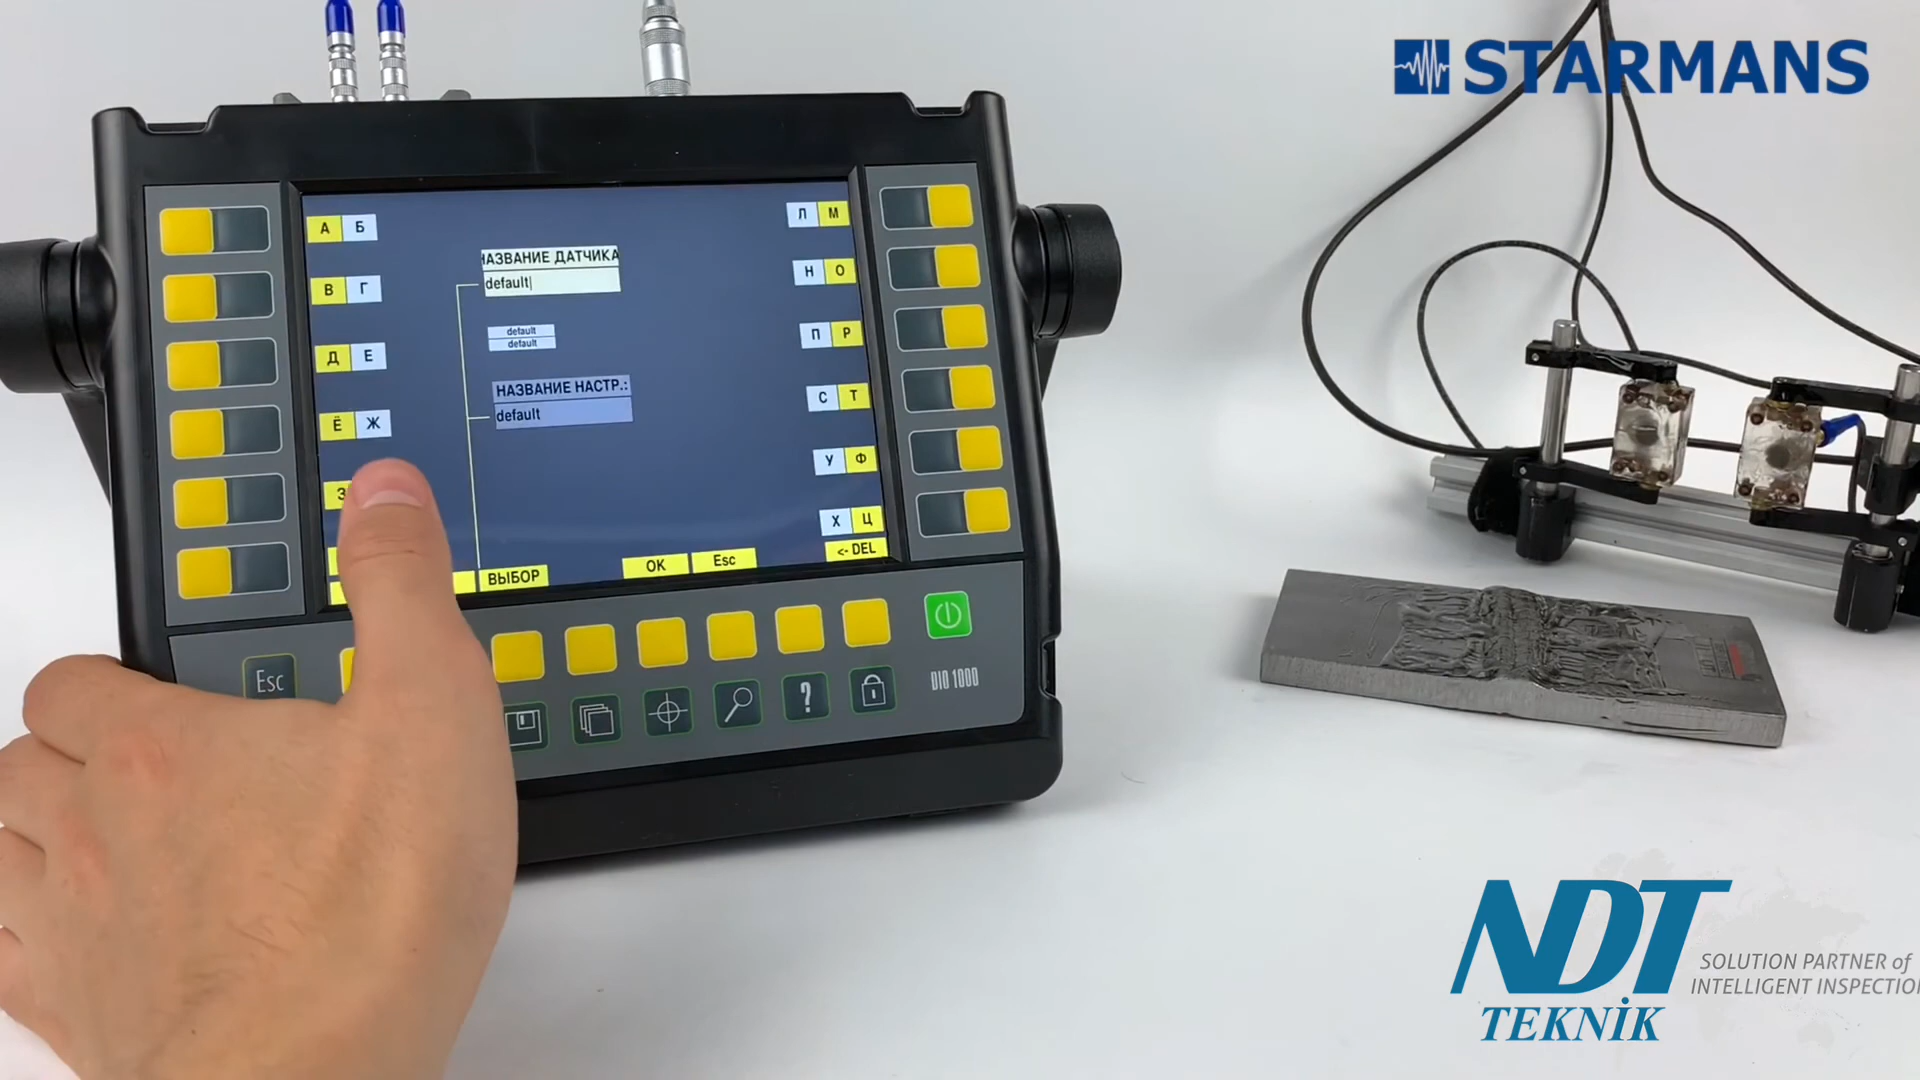 STARMANS
А Б
В Г
Д Е
Ё Ж
З
НАЗВАНИЕ ДАТЧИКА
default
default
default
НАЗВАНИЕ НАСТР.:
default
Л М
Н О
П Р
С Т
У Ф
Х Ц
<- DEL
ВЫБОР
OK
Esc
Esc
?
DIO 1000
NDT
TEKNİK
SOLUTION PARTNER of
INTELLIGENT INSPECTION